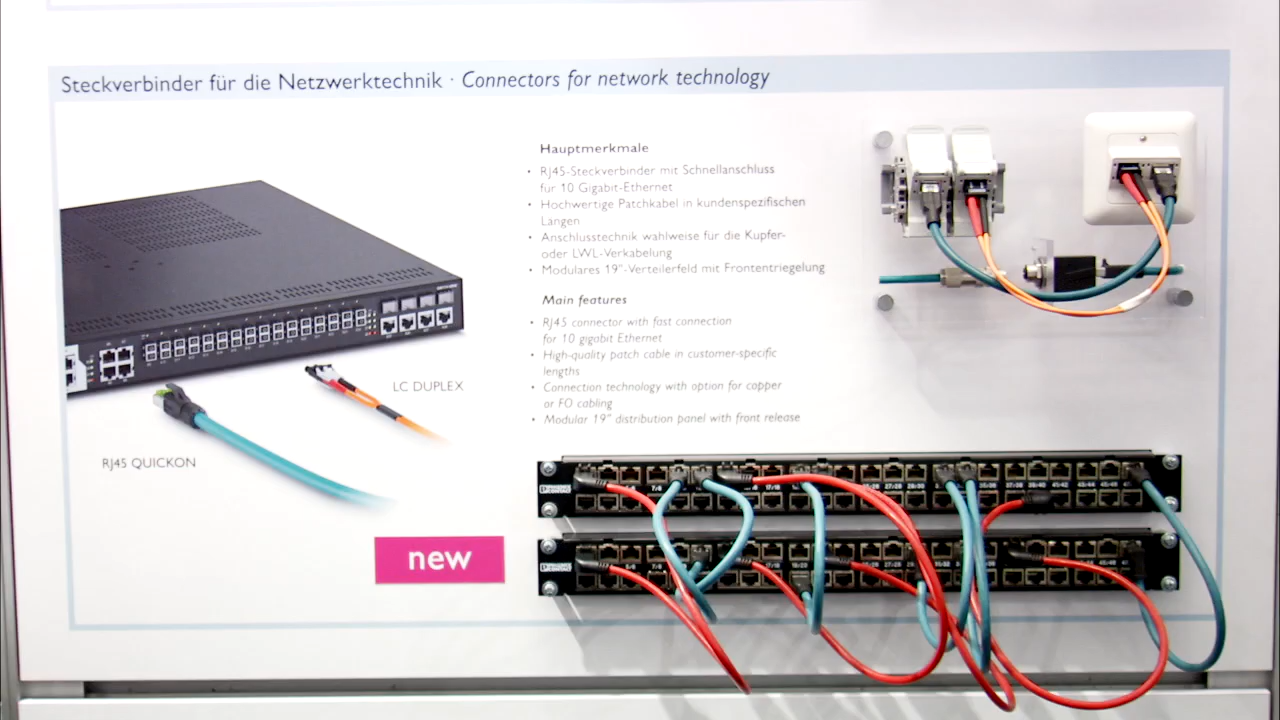 Steckverbinder für die Netzwerktechnik · Connectors for network technology
Hauptmerkmale
• RJ45-Steckverbinder mit Schnellanschluss
für 10 Gigabit-Ethernet
• Hochwertige Patchkabel in kundenspezifischen
Längen
• Anschlusstechnik wahlweise für die Kupfer-
oder LWL-Verkabelung
• Modulares 19"-Verteilerfeld mit Frontentriegelung
Main features
• RJ45 connector with fast connection
for 10 gigabit Ethernet
• High-quality patch cable in customer-specific
lengths
• Connection technology with option for copper
or FO cabling
• Modular 19" distribution panel with front release
LC DUPLEX
RJ45 QUICKON
new